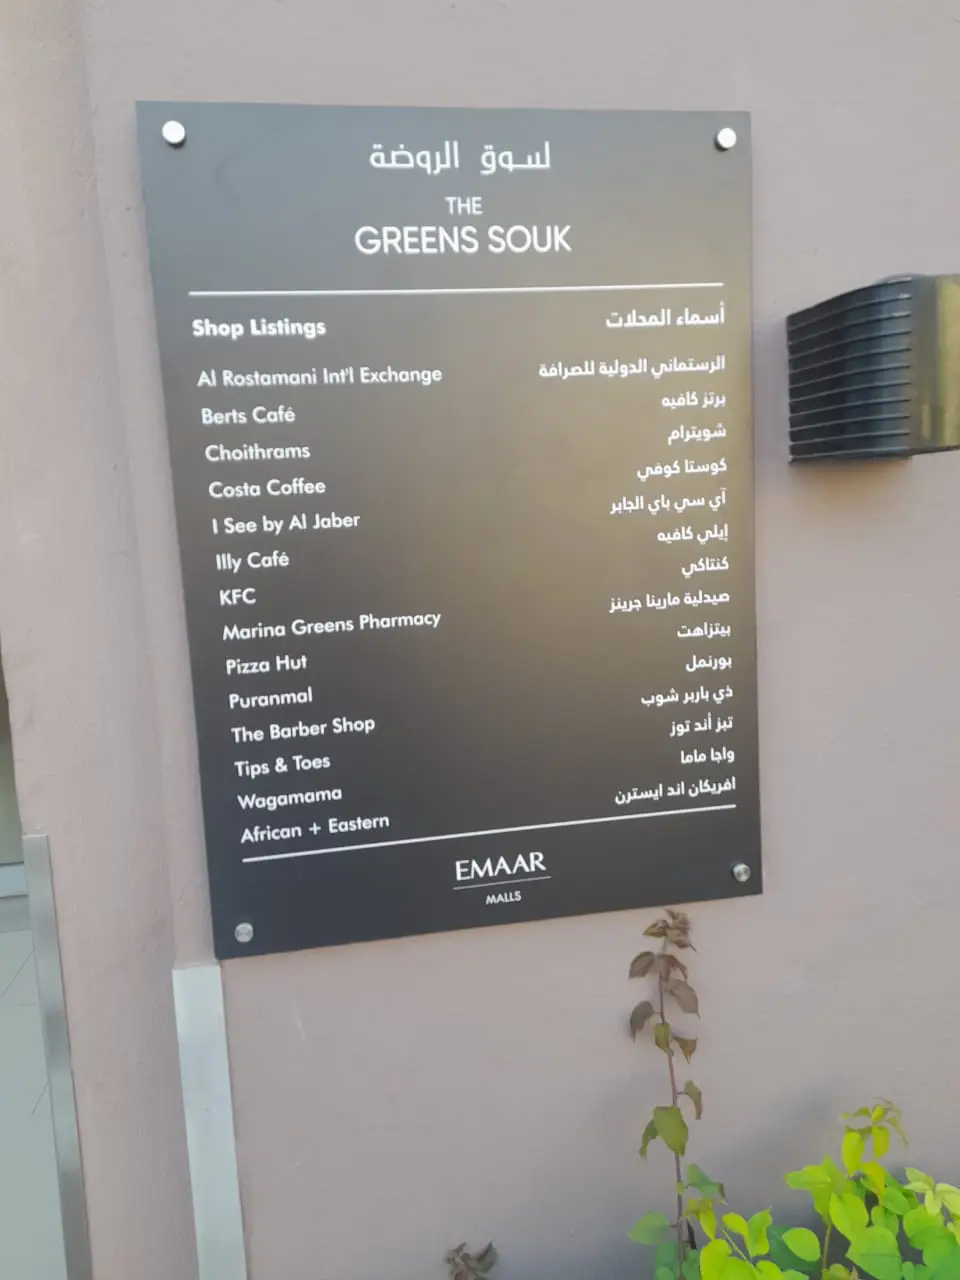 لسوق الروضة
THE
GREENS SOUK
Shop Listings أسماء المحلات
Al Rostamani Int'l Exchange الرستماني الدولية للصرافة
Berts Café برتز كافيه
Choithrams شويترام
Costa Coffee كوستا كوفي
I See by Al Jaber آي سي باي الجابر
Illy Café إيلي كافيه
KFC كنتاكي
Marina Greens Pharmacy صيدلية مارينا جرينز
Pizza Hut بيتزاهت
Puranmal بورنمل
The Barber Shop ذي باربر شوب
Tips & Toes تبز أند توز
Wagamama واجا ماما
African + Eastern افريكان اند ايسترن
EMAAR
MALLS